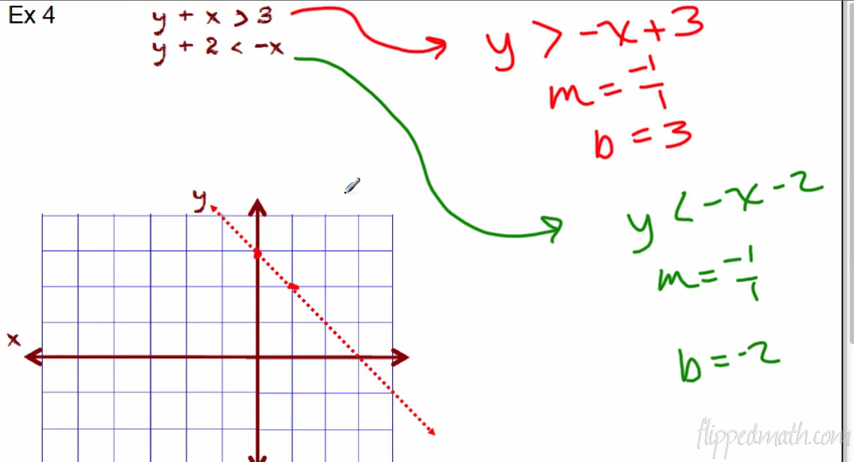 Ex 4
y + x > 3
y + 2 < -x
y > -x + 3
m = -1/1
b = 3
y < -x - 2
m = -1/1
b = -2
y
x
flippedmath.com